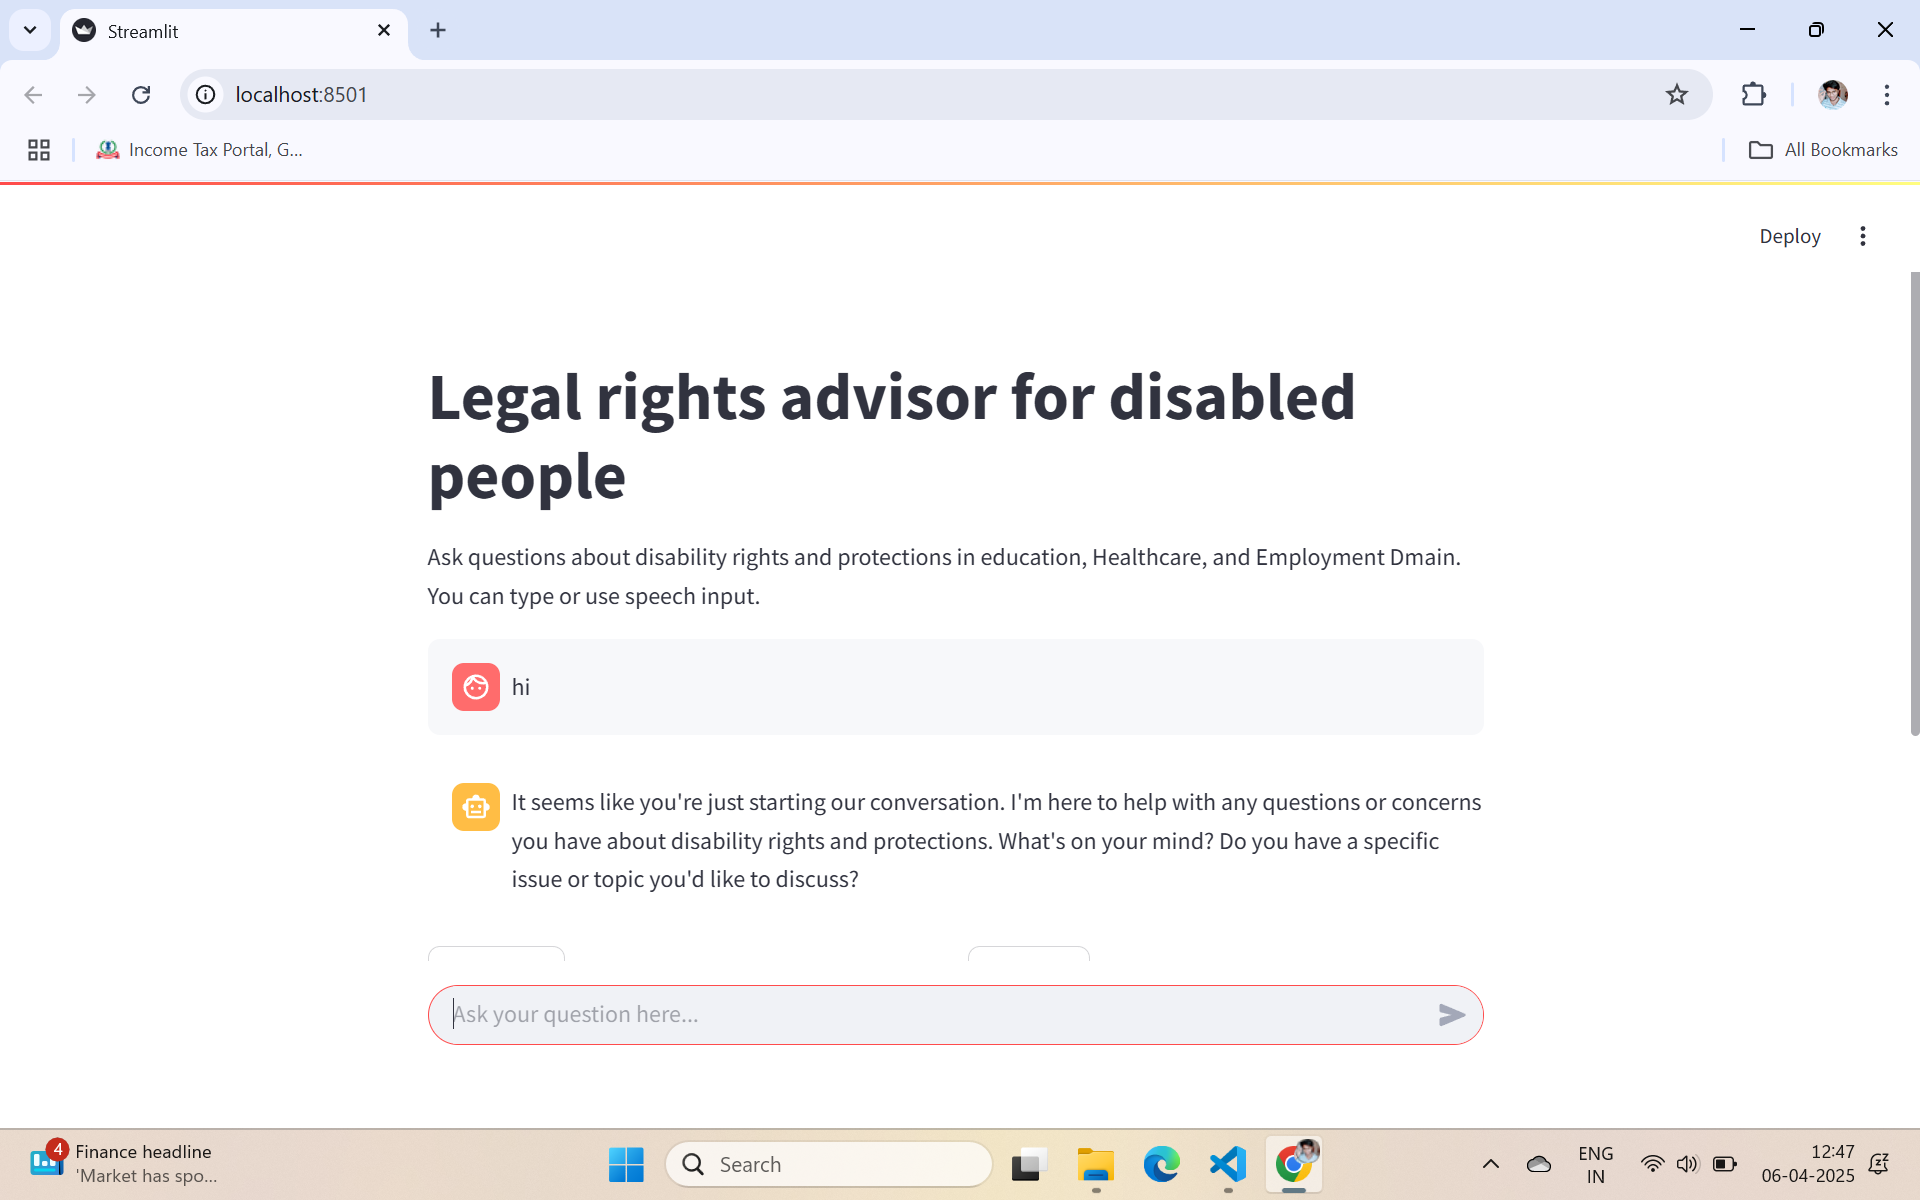 Streamlit
localhost:8501
Income Tax Portal, G...
All Bookmarks
Deploy
Legal rights advisor for disabled
people
Ask questions about disability rights and protections in education, Healthcare, and Employment Dmain.
You can type or use speech input.
hi
It seems like you're just starting our conversation. I'm here to help with any questions or concerns
you have about disability rights and protections. What's on your mind? Do you have a specific
issue or topic you'd like to discuss?
Ask your question here...
4
Finance headline
'Market has spo...
Search
ENG
IN
12:47
06-04-2025